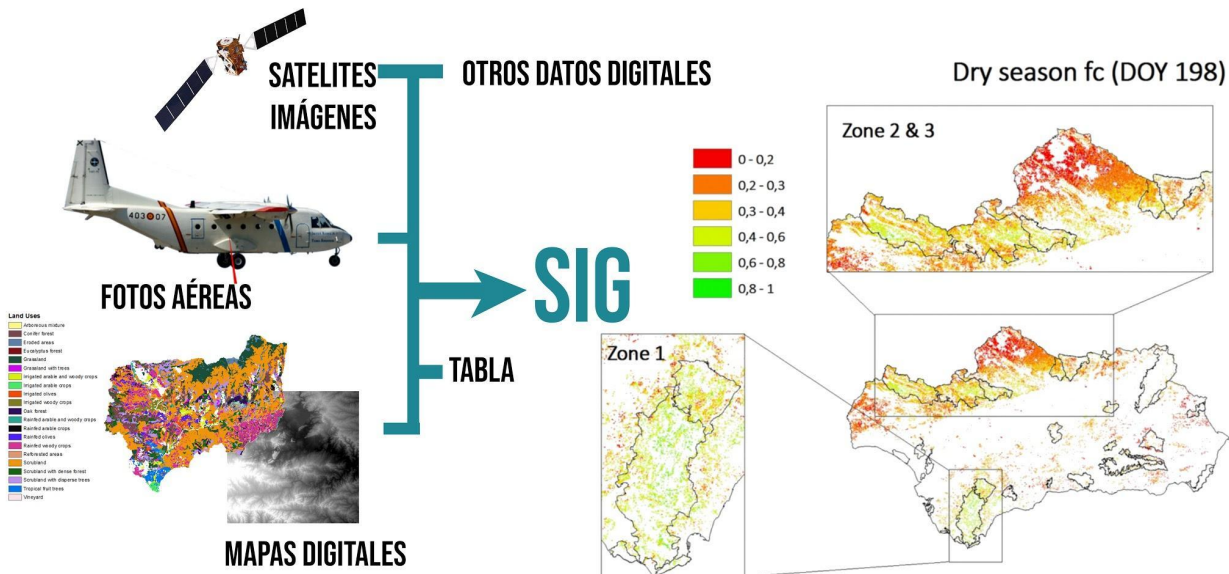 SATELITES
IMÁGENES
OTROS DATOS DIGITALES
403 07
FOTOS AÉREAS
SIG
TABLA
MAPAS DIGITALES
Land Uses
Arboreous mixture
Conifer forest
Eroded areas
Eucalyptus forest
Grassland
Grassland with trees
Irrigated arable and woody crops
Irrigated arable crops
Irrigated olives
Irrigated woody crops
Oak forest
Rainfed arable and woody crops
Rainfed arable crops
Rainfed olives
Rainfed woody crops
Reforested areas
Scrubland
Scrubland with dense forest
Scrubland with disperse trees
Tropical fruit trees
Vineyard
Dry season fc (DOY 198)
0 - 0,2
0,2 - 0,3
0,3 - 0,4
0,4 - 0,6
0,6 - 0,8
0,8 - 1
Zone 2 & 3
Zone 1